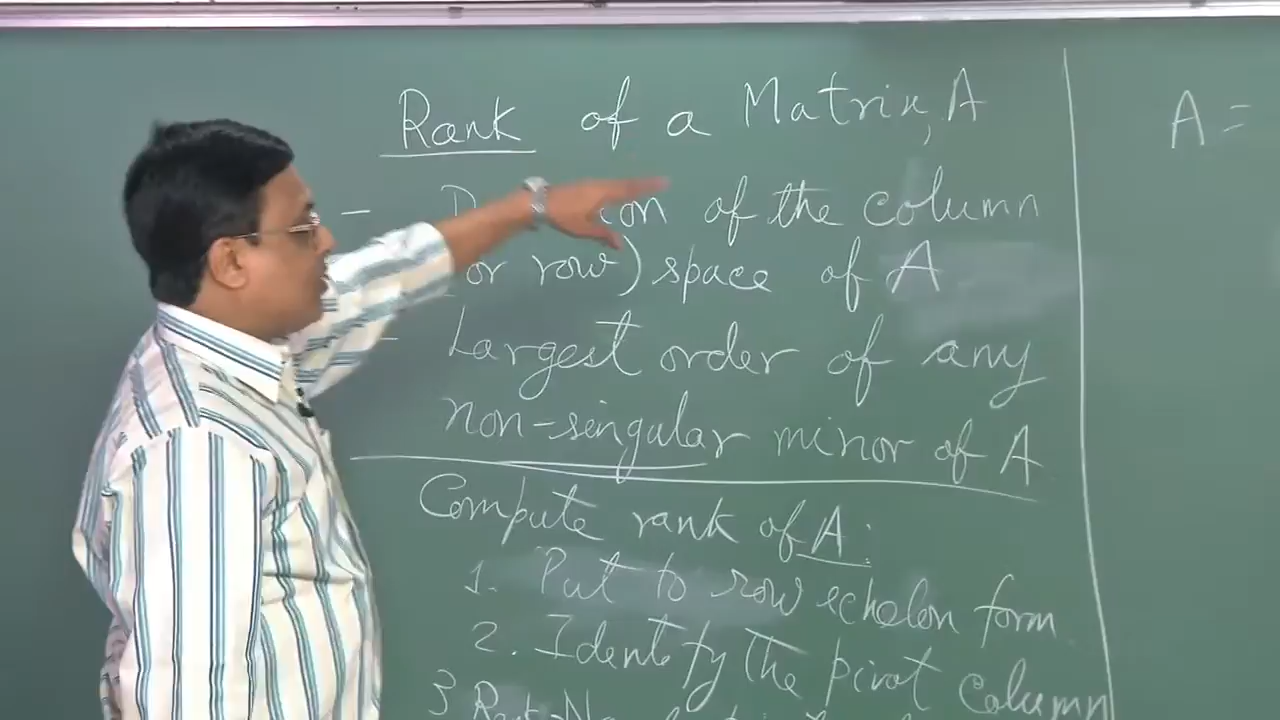 Rank of a Matrix, A
A =
- of the column
or row) space of A
- Largest order of any
non-singular minor of A
Compute rank of A:
1. Put to row echelon form
2. Identify the pivot column
3